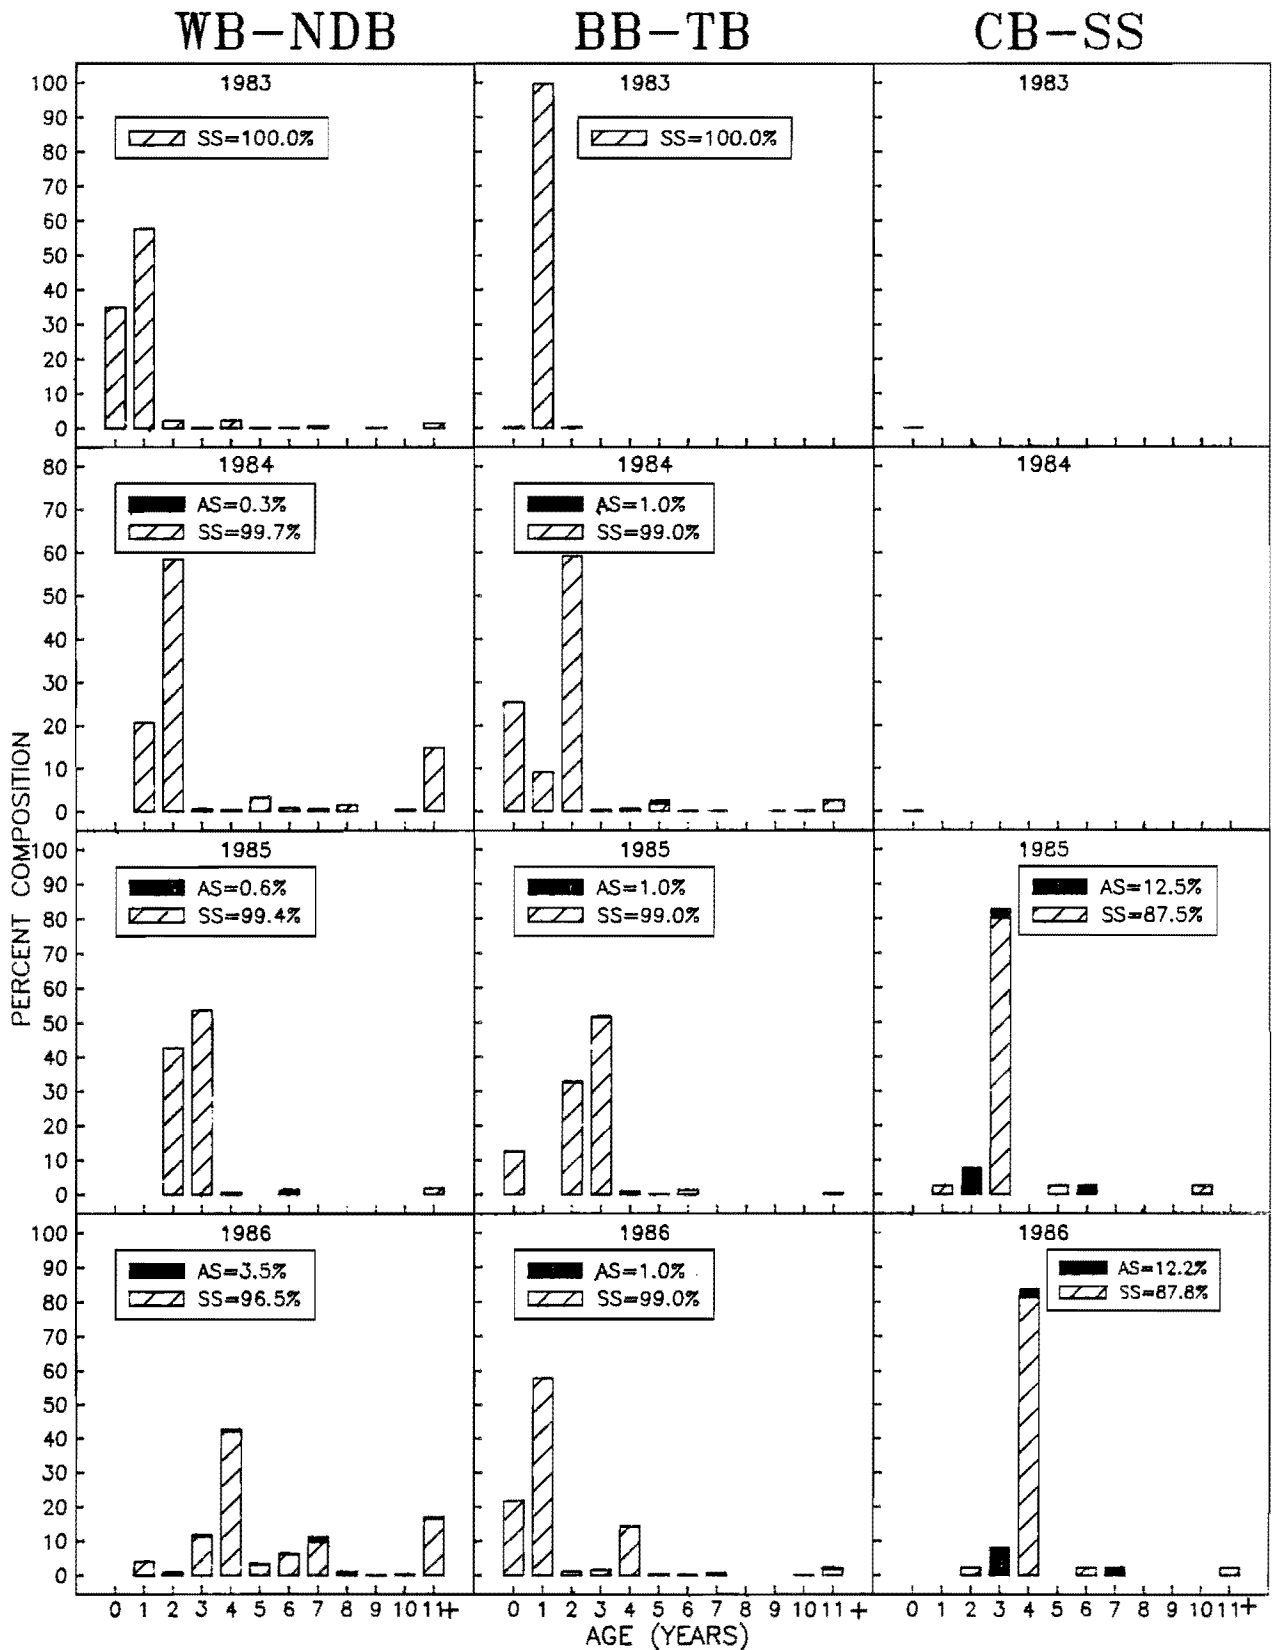 WB-NDB BB-TB CB-SS
1983 1983 1983
SS=100.0% SS=100.0%
100
90
80
70
60
50
40
30
20
10
0
1984 1984 1984
AS=0.3% AS=1.0%
SS=99.7% SS=99.0%
80
70
60
50
40
30
20
10
0
PERCENT COMPOSITION
1985 1985 1985
AS=0.6% AS=1.0% AS=12.5%
SS=99.4% SS=99.0% SS=87.5%
100
90
80
70
60
50
40
30
20
10
0
1986 1986 1986
AS=3.5% AS=1.0% AS=12.2%
SS=96.5% SS=99.0% SS=87.8%
100
90
80
70
60
50
40
30
20
10
0
0 1 2 3 4 5 6 7 8 9 10 11+ 0 1 2 3 4 5 6 7 8 9 10 11+ 0 1 2 3 4 5 6 7 8 9 10 11+
AGE (YEARS)